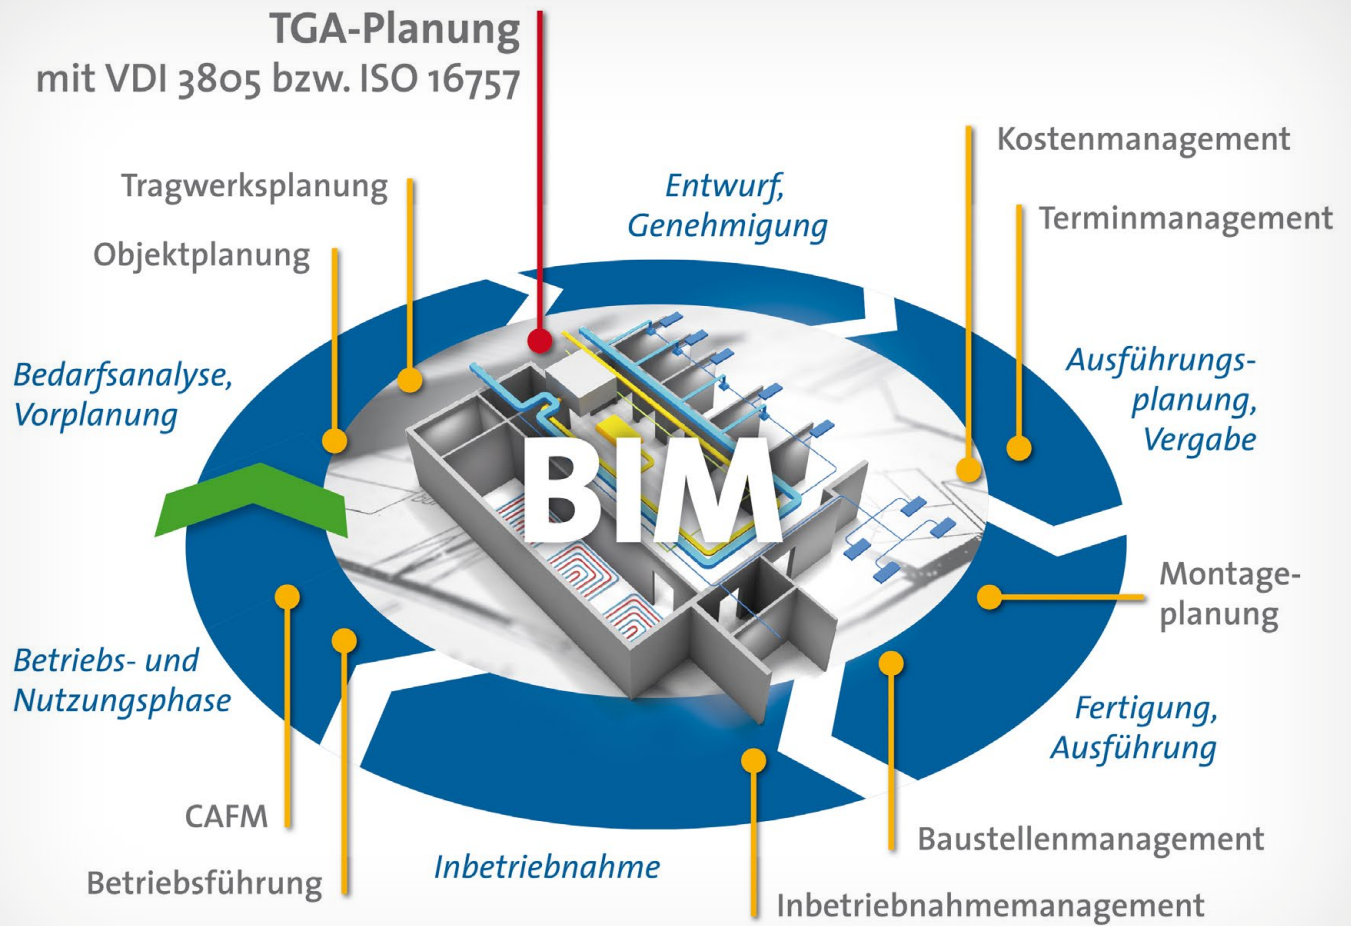 TGA-Planung
mit VDI 3805 bzw. ISO 16757
Kostenmanagement
Tragwerksplanung
Entwurf,
Genehmigung
Terminmanagement
Objektplanung
Bedarfsanalyse,
Vorplanung
Ausführungs-
planung,
Vergabe
BIM
Montage-
planung
Betriebs- und
Nutzungsphase
Fertigung,
Ausführung
CAFM
Baustellenmanagement
Betriebsführung
Inbetriebnahme
Inbetriebnahmemanagement